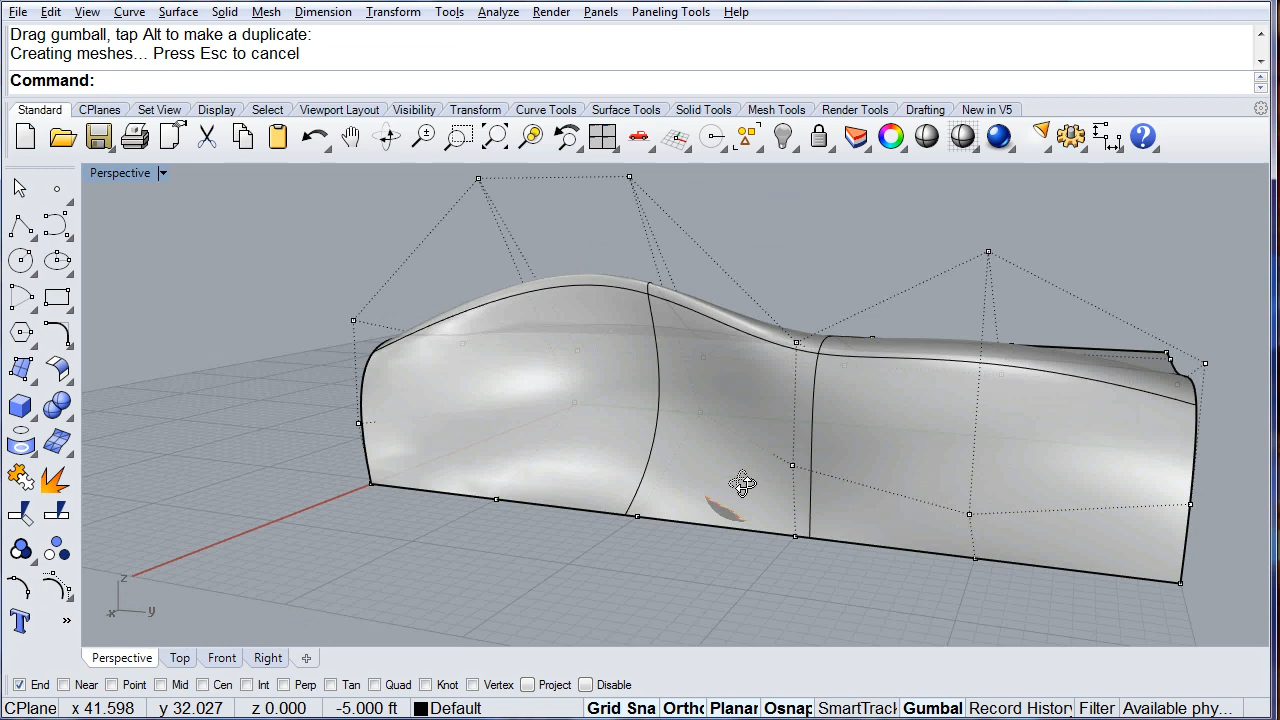 File Edit View Curve Surface Solid Mesh Dimension Transform Tools Analyze Render Panels Paneling Tools Help
Drag gumball, tap Alt to make a duplicate:
Creating meshes... Press Esc to cancel
Command:
Standard CPlanes Set View Display Select Viewport Layout Visibility Transform Curve Tools Surface Tools Solid Tools Mesh Tools Render Tools Drafting New in V5
Perspective
z
x y
T »
Perspective Top Front Right
End Near Point Mid Cen Int Perp Tan Quad Knot Vertex Project Disable
CPlane x 41.598 y 32.027 z 0.000 -5.000 ft Default Grid Sna Ortho Planar Osnap SmartTrack Gumbal Record History Filter Available phy...